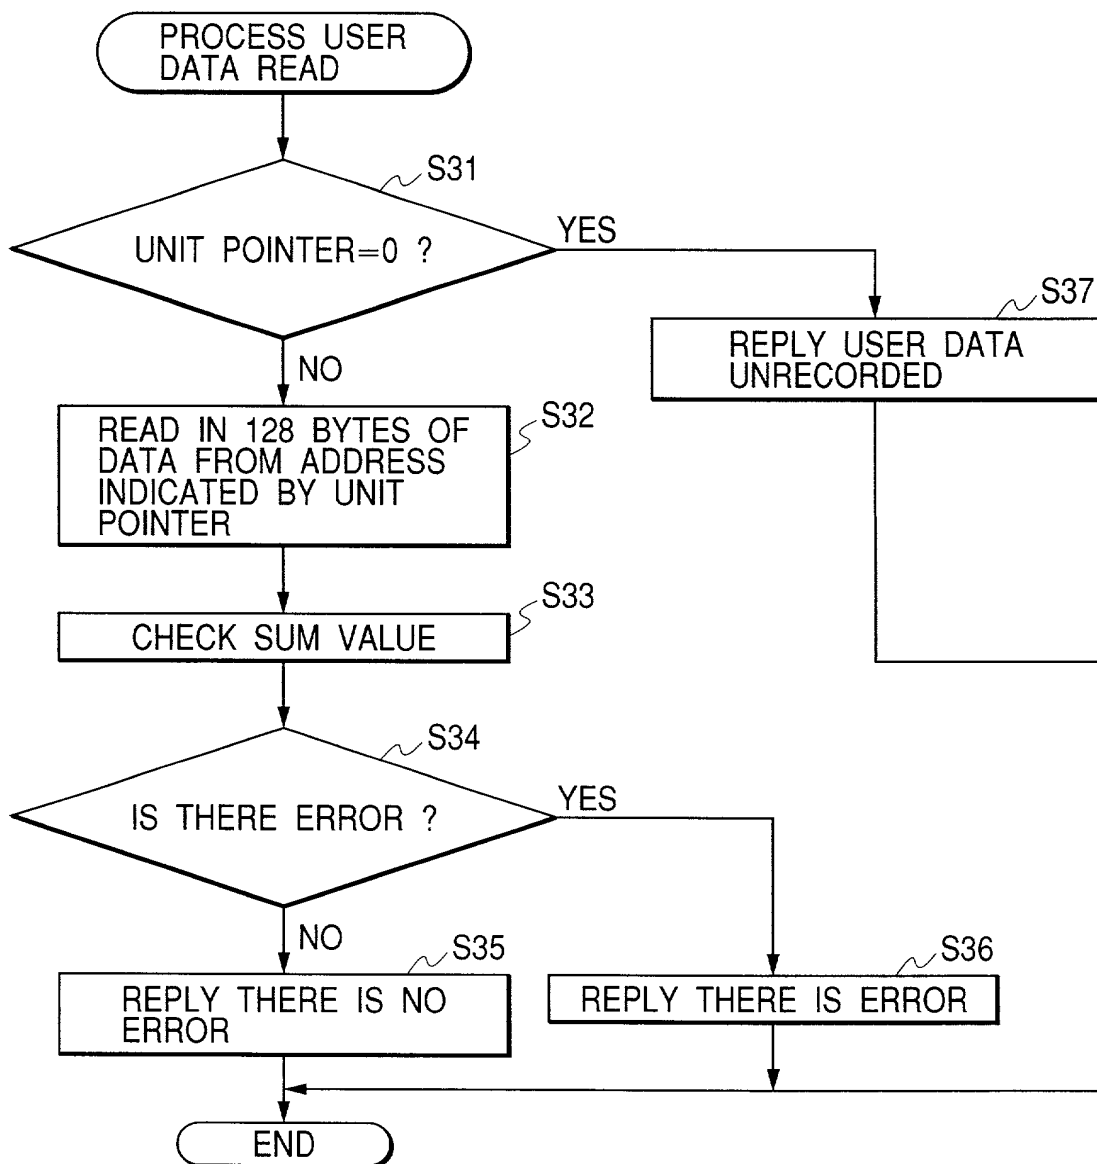 PROCESS USER
DATA READ
S31
UNIT POINTER=0 ?
YES
S37
REPLY USER DATA
UNRECORDED
NO
S32
READ IN 128 BYTES OF
DATA FROM ADDRESS
INDICATED BY UNIT
POINTER
S33
CHECK SUM VALUE
S34
IS THERE ERROR ?
YES
NO
S35
REPLY THERE IS NO
ERROR
S36
REPLY THERE IS ERROR
END